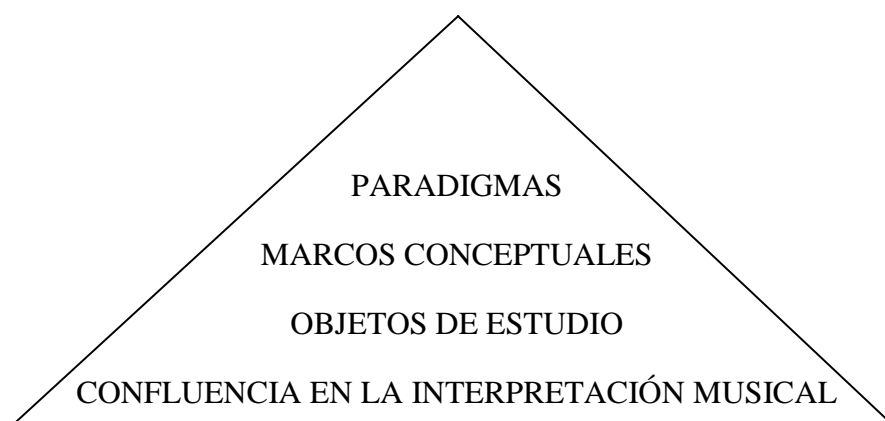 PARADIGMAS
MARCOS CONCEPTUALES
OBJETOS DE ESTUDIO
CONFLUENCIA EN LA INTERPRETACIÓN MUSICAL